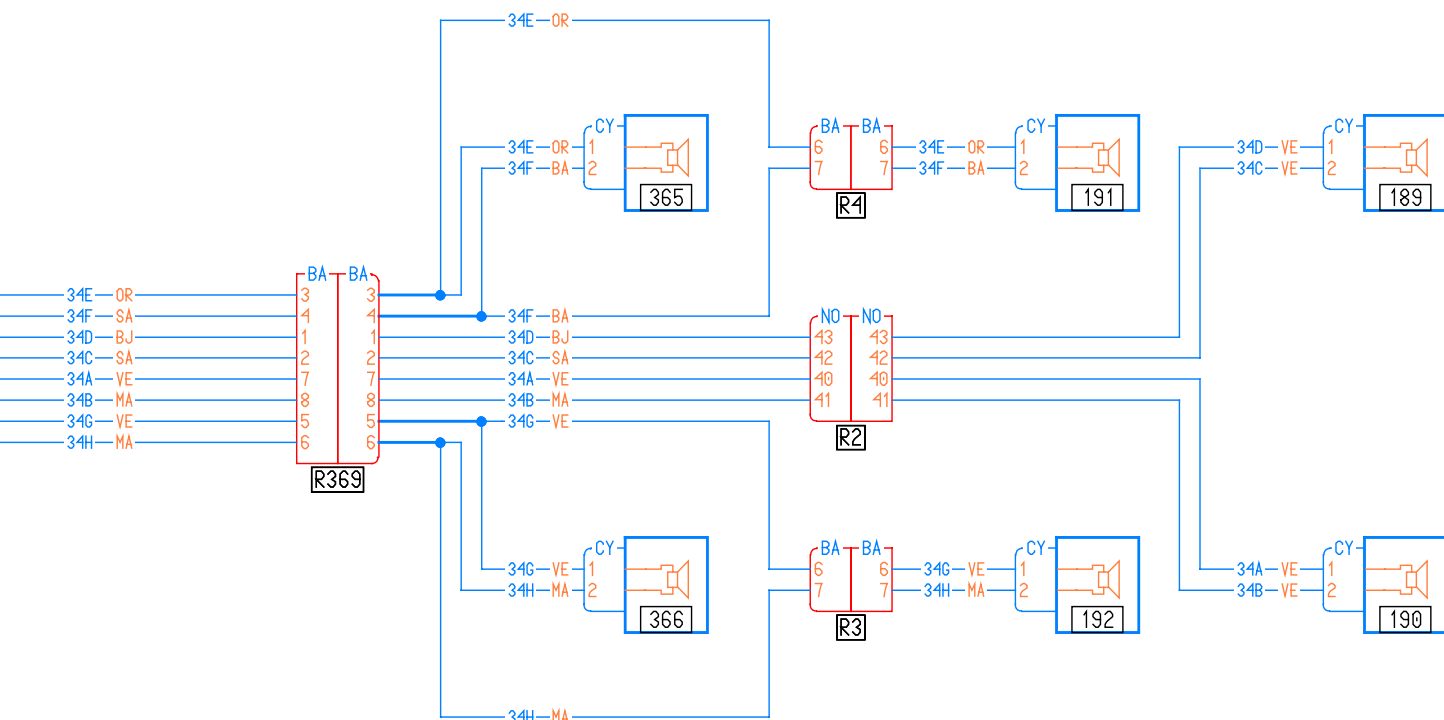 34E OR
CY BA BA CY CY
34E OR 1 6 6 34E OR 1 34D VE 1
34F BA 2 7 7 34F BA 2 34C VE 2
365 R4 191 189
BA BA
34E OR 3 3
34F SA 4 4 34F BA NO NO
34D BJ 1 1 34D BJ 43 43
34C SA 2 2 34C SA 42 42
34A VE 7 7 34A VE 40 40
34B MA 8 8 34B MA 41 41
34G VE 5 5 34G VE
34H MA 6 6 R2
R369
CY BA BA CY CY
34G VE 1 6 6 34G VE 1 34A VE 1
34H MA 2 7 7 34H MA 2 34B VE 2
366 R3 192 190
34H MA